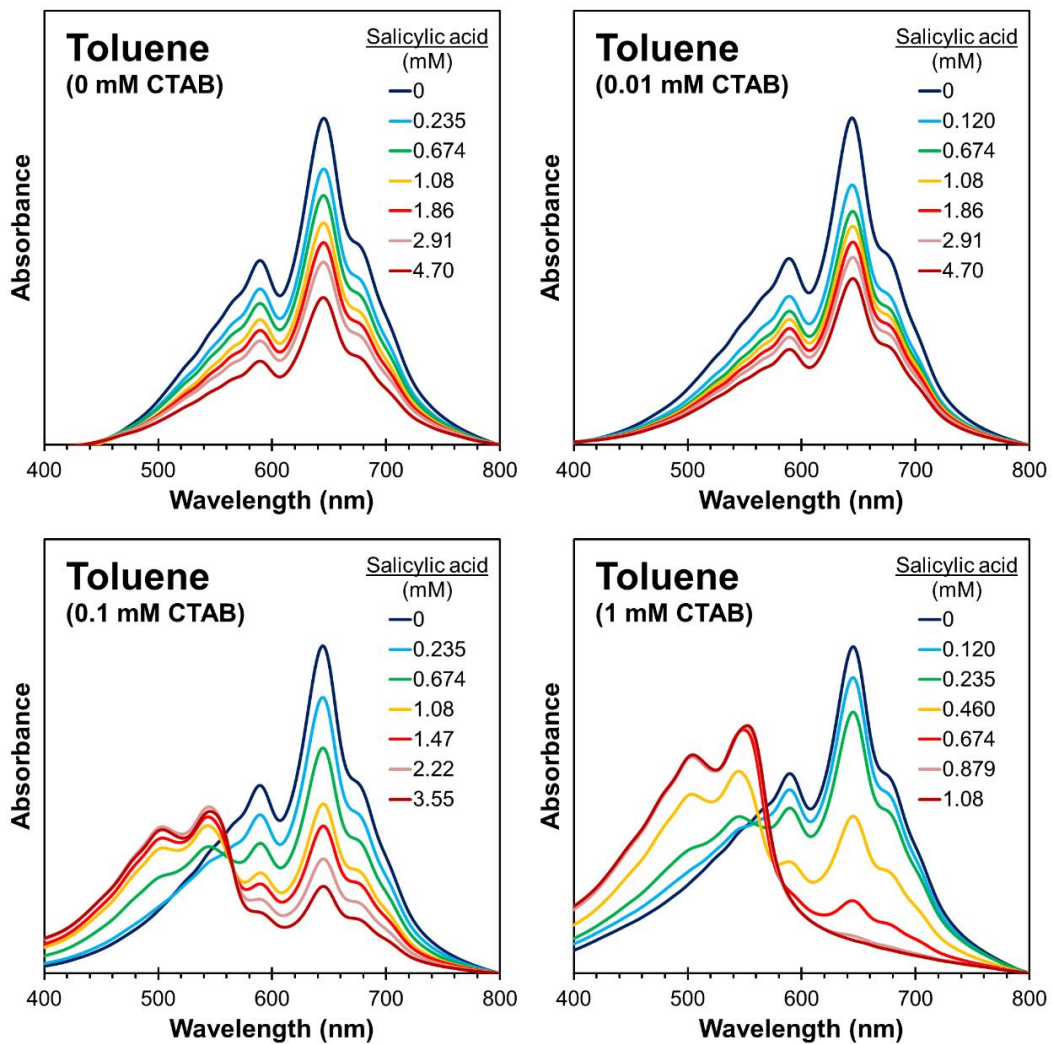 Toluene
(0 mM CTAB)
Salicylic acid
(mM)
0
0.235
0.674
1.08
1.86
2.91
4.70
Absorbance
400 500 600 700 800
Wavelength (nm)
Toluene
(0.01 mM CTAB)
Salicylic acid
(mM)
0
0.120
0.674
1.08
1.86
2.91
4.70
Absorbance
400 500 600 700 800
Wavelength (nm)
Toluene
(0.1 mM CTAB)
Salicylic acid
(mM)
0
0.235
0.674
1.08
1.47
2.22
3.55
Absorbance
400 500 600 700 800
Wavelength (nm)
Toluene
(1 mM CTAB)
Salicylic acid
(mM)
0
0.120
0.235
0.460
0.674
0.879
1.08
Absorbance
400 500 600 700 800
Wavelength (nm)